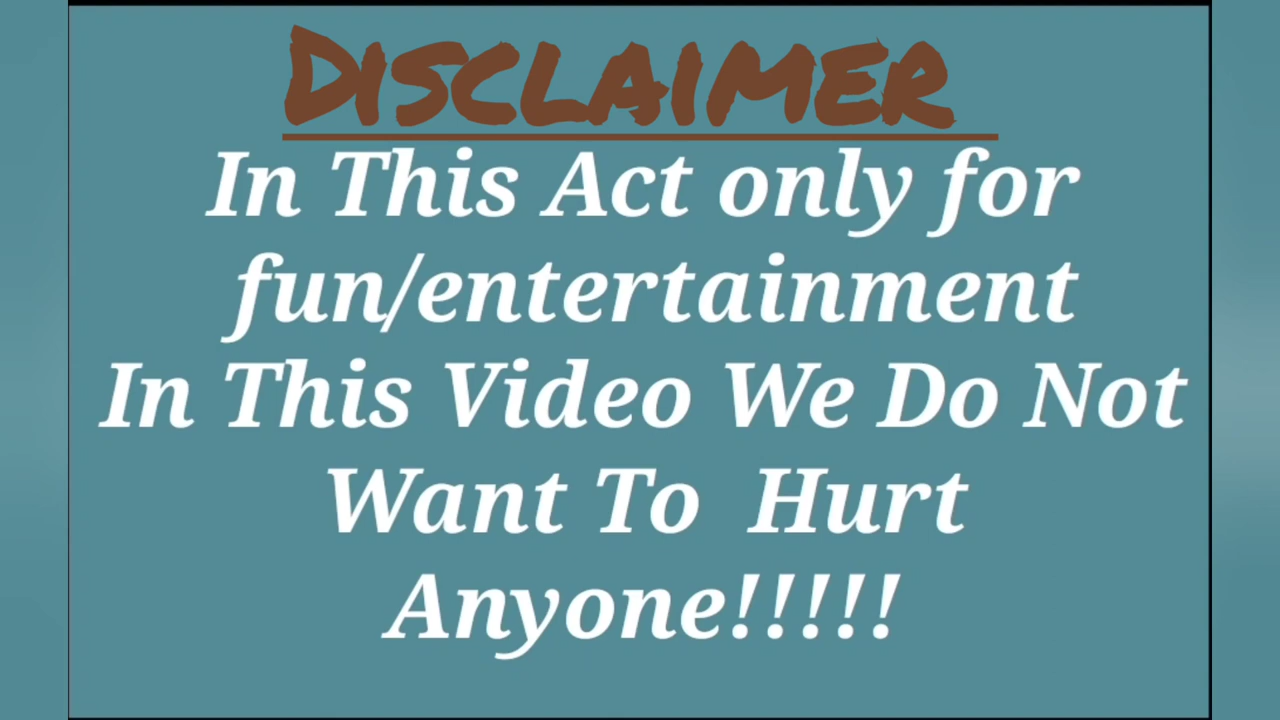 DISCLAIMER
In This Act only for
fun/entertainment
In This Video We Do Not
Want To Hurt
Anyone!!!!!